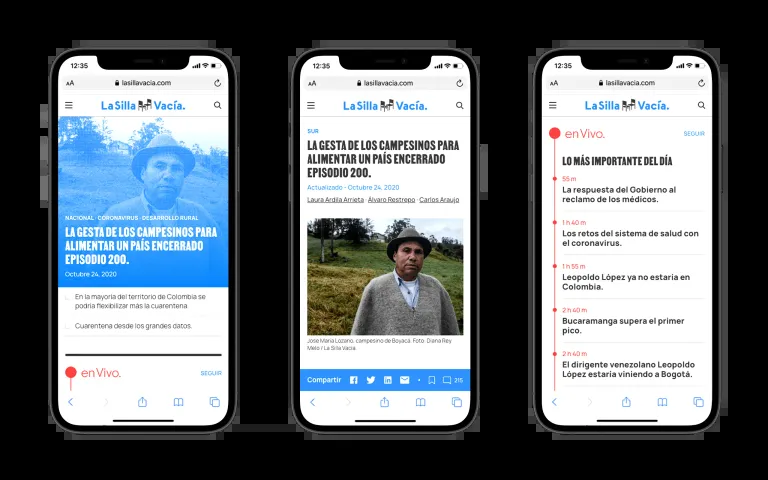 12:35
AA lasillavacia.com
La Silla Vacía.
NACIONAL · CORONAVIRUS · DESARROLLO RURAL
LA GESTA DE LOS CAMPESINOS PARA
ALIMENTAR UN PAÍS ENCERRADO
EPISODIO 200.
Octubre 24, 2020
En la mayoría del territorio de Colombia se
podría flexibilizar más la cuarentena.
Cuarentena desde los grandes datos.
en Vivo.
SEGUIR
12:35
AA lasillavacia.com
La Silla Vacía.
SUR
LA GESTA DE LOS CAMPESINOS PARA
ALIMENTAR UN PAÍS ENCERRADO
EPISODIO 200.
Actualizado - Octubre 24, 2020
Laura Ardila Arrieta · Alvaro Restrepo · Carlos Araujo
Jose Maria Lozano, campesino de Boyacá. Foto: Diana Rey
Melo / La Silla Vacía.
Compartir
215
12:35
AA lasillavacia.com
La Silla Vacía.
en Vivo.
SEGUIR
LO MÁS IMPORTANTE DEL DÍA
55 m
La respuesta del Gobierno al
reclamo de los médicos.
1 h 40 m
Los retos del sistema de salud con
el coronavirus.
1 h 55 m
Leopoldo López ya no estaría en
Colombia.
2 h 40 m
Bucaramanga supera el primer
pico.
2 h 40 m
El dirigente venezolano Leopoldo
López estaría viniendo a Bogotá.